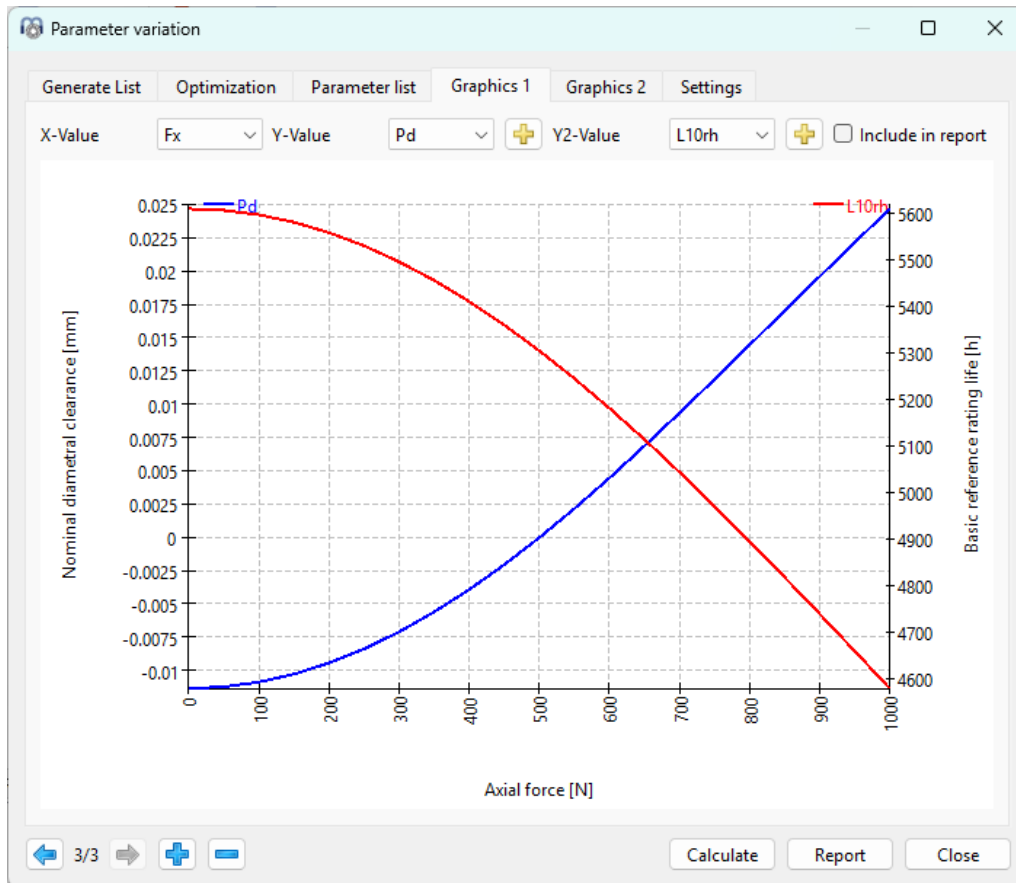 Parameter variation
Generate List Optimization Parameter list Graphics 1 Graphics 2 Settings
X-Value Fx Y-Value Pd Y2-Value L10rh Include in report
Pd L10rh
Nominal diametral clearance [mm]
0.025
0.0225
0.02
0.0175
0.015
0.0125
0.01
0.0075
0.005
0.0025
0
-0.0025
-0.005
-0.0075
-0.01
5600
5500
5400
5300
5200
5100
5000
4900
4800
4700
4600
Basic reference rating life [h]
0 100 200 300 400 500 600 700 800 900 1000
Axial force [N]
3/3 Calculate Report Close